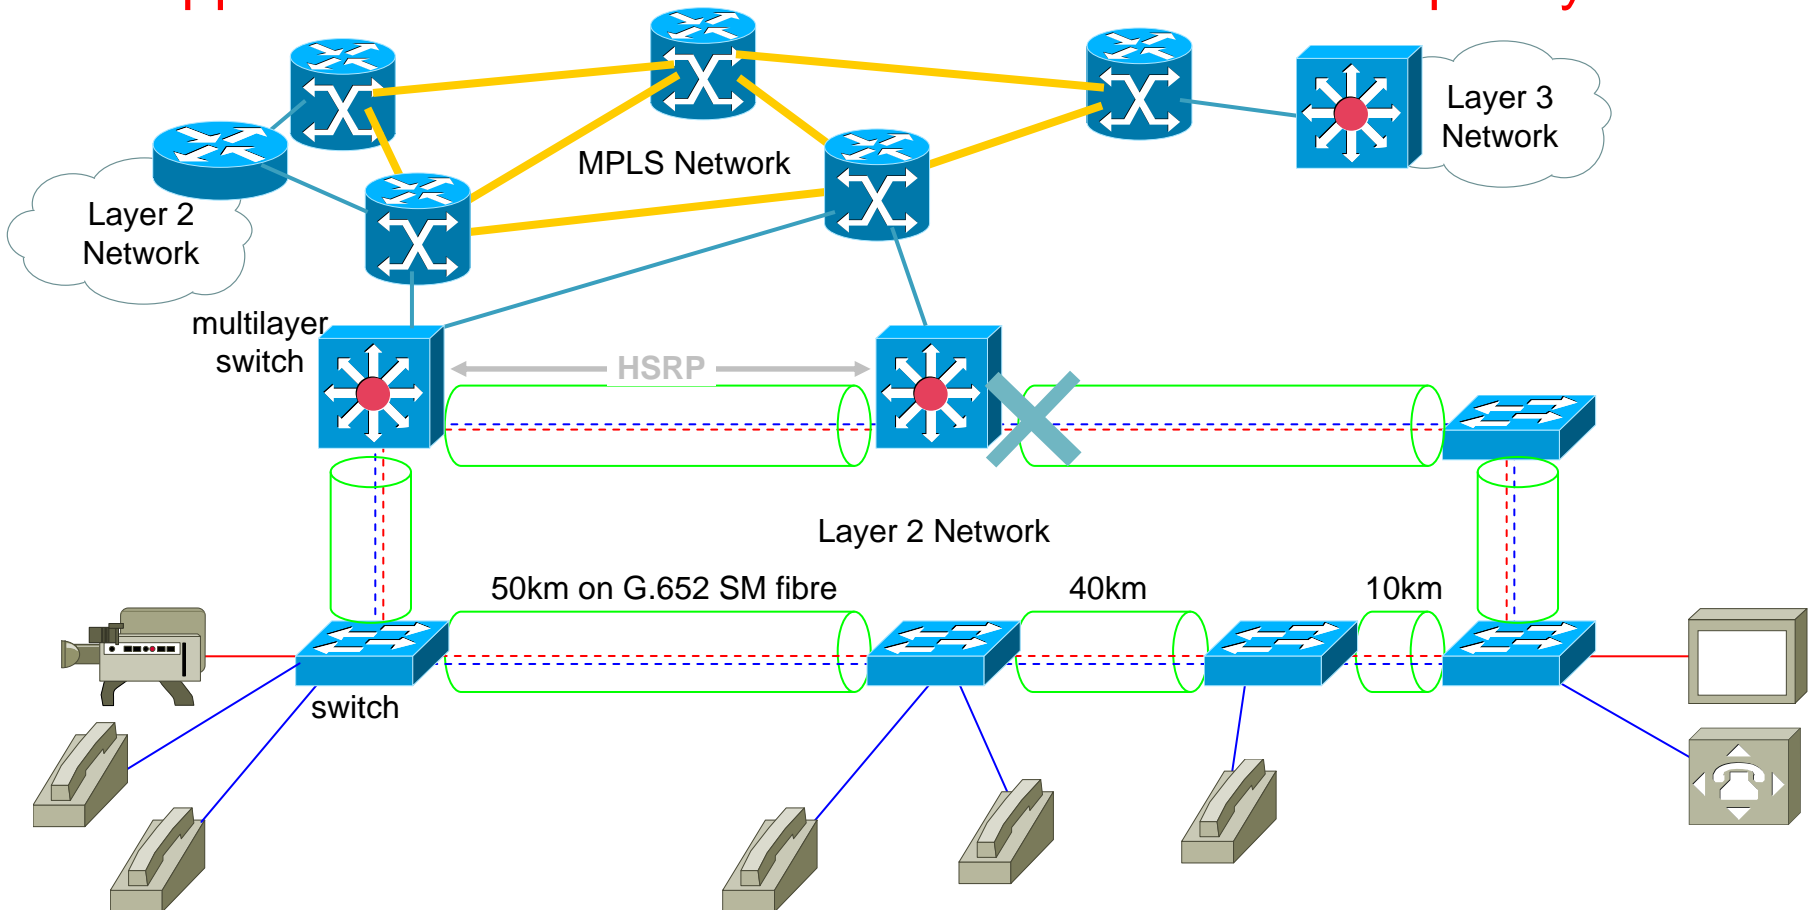 MPLS Network
Layer 3
Network
Layer 2
Network
multilayer
switch
HSRP
Layer 2 Network
50km on G.652 SM fibre
40km
10km
switch